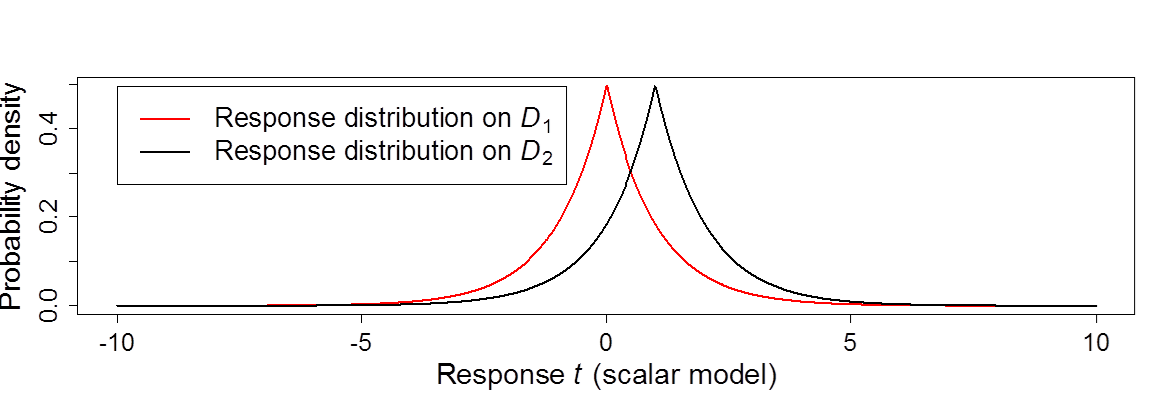 Response distribution on D₁
Response distribution on D₂
Probability density
0.0
0.2
0.4
-10
-5
0
5
10
Response t (scalar model)